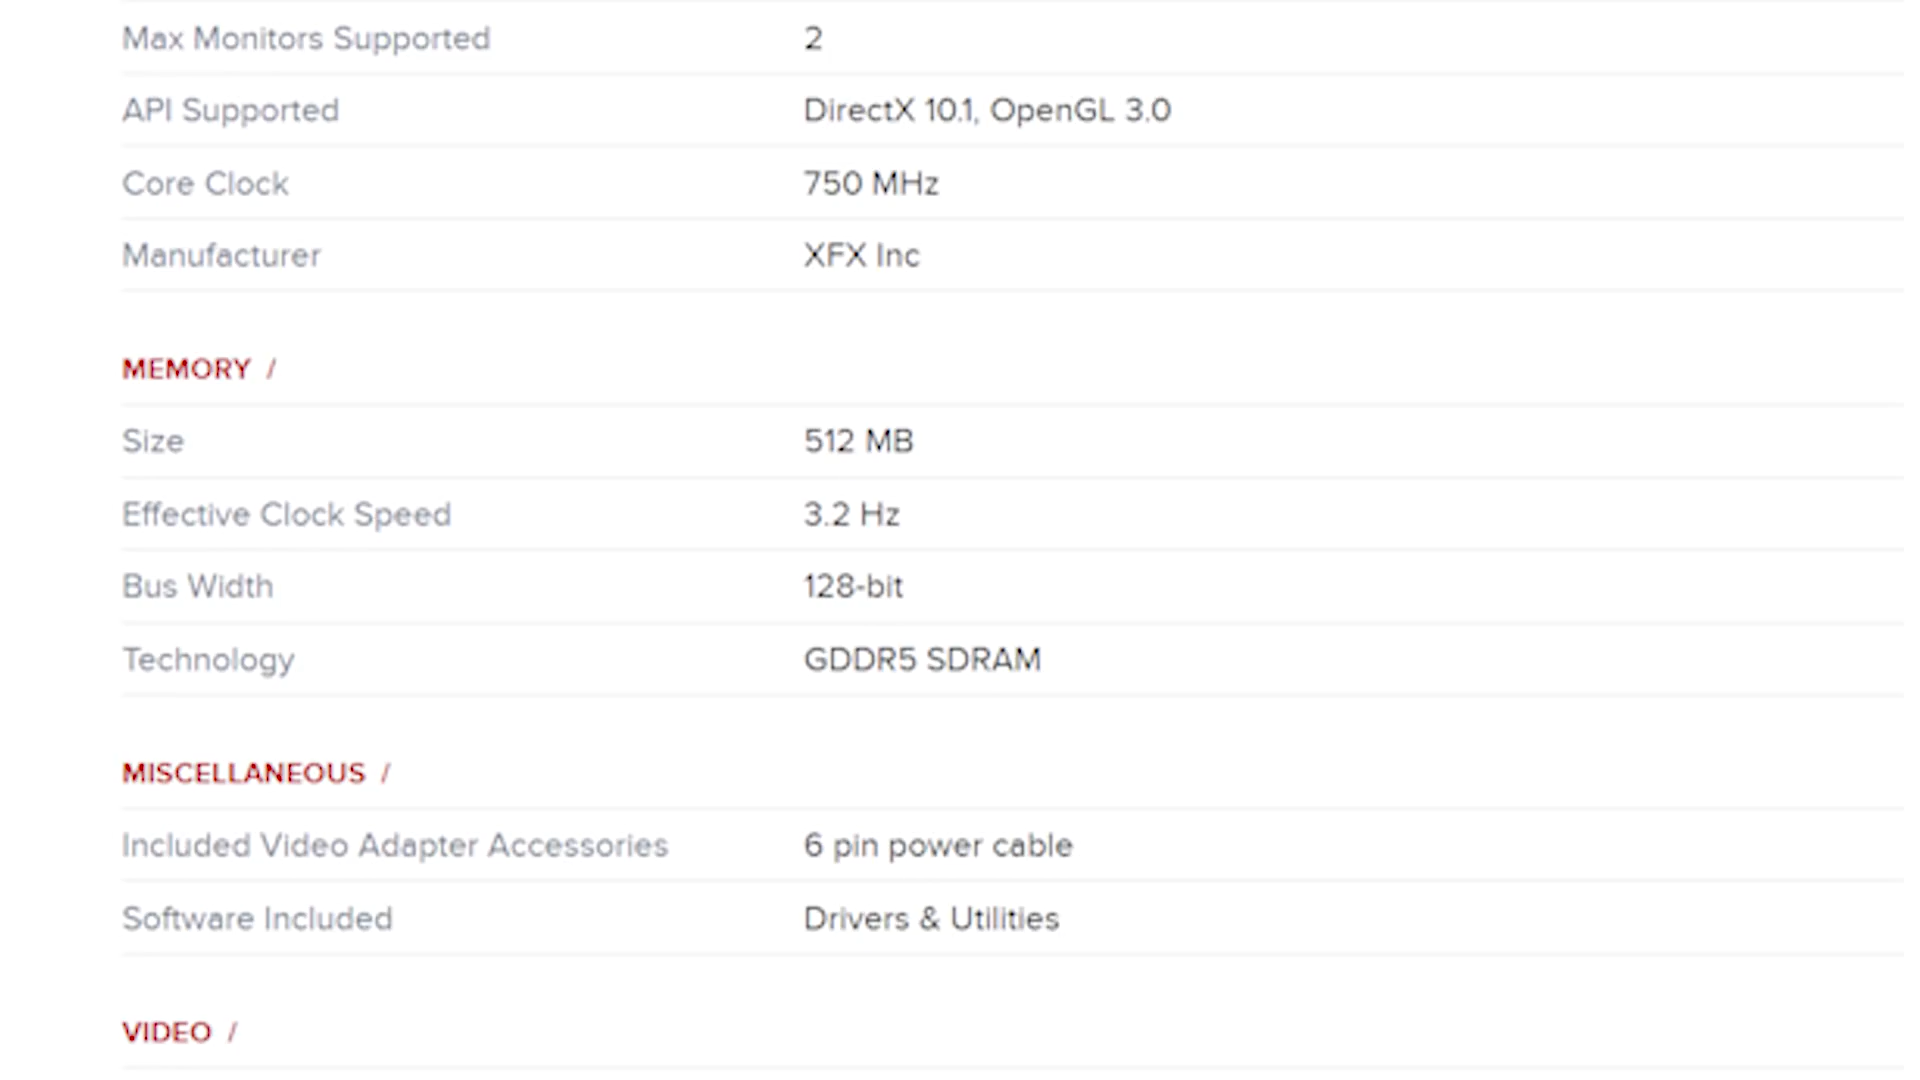 Max Monitors Supported 2
API Supported DirectX 10.1, OpenGL 3.0
Core Clock 750 MHz
Manufacturer XFX Inc
MEMORY /
Size 512 MB
Effective Clock Speed 3.2 Hz
Bus Width 128-bit
Technology GDDR5 SDRAM
MISCELLANEOUS /
Included Video Adapter Accessories 6 pin power cable
Software Included Drivers & Utilities
VIDEO /